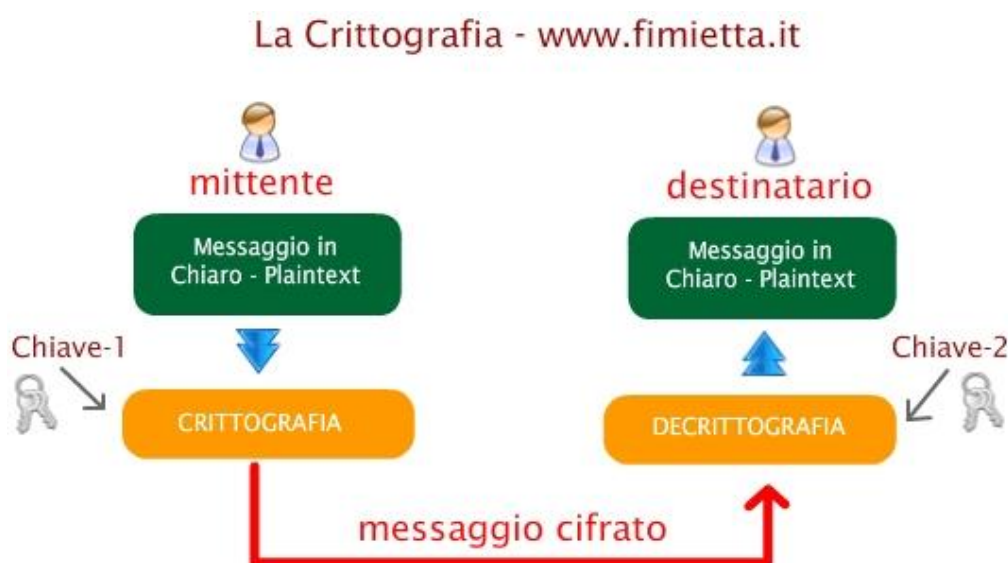 La Crittografia - www.fimietta.it
mittente
Messaggio in
Chiaro - Plaintext
Chiave-1
CRITTOGRAFIA
messaggio cifrato
destinatario
Messaggio in
Chiaro - Plaintext
Chiave-2
DECRITTOGRAFIA